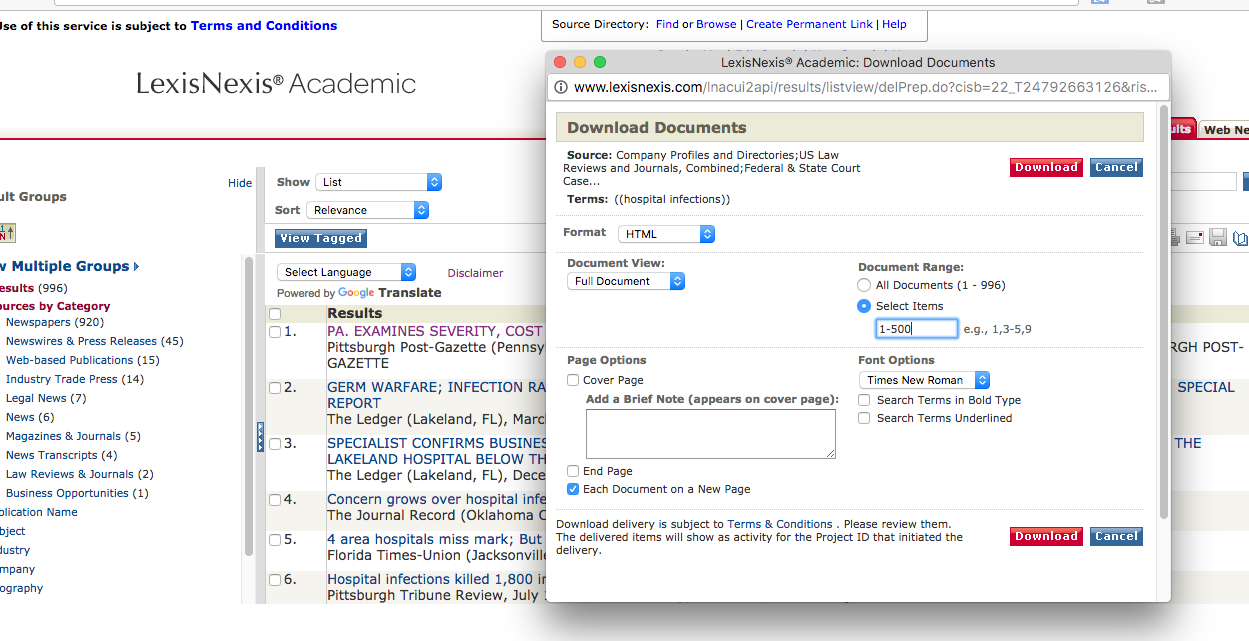 Use of this service is subject to Terms and Conditions
Source Directory: Find or Browse | Create Permanent Link | Help
LexisNexis® Academic
Hide
Groups
Multiple Groups
(996)
by Category
Newspapers (920)
Newswires & Press Releases (45)
Web-based Publications (15)
Industry Trade Press (14)
Legal News (7)
News (6)
Magazines & Journals (5)
News Transcripts (4)
Law Reviews & Journals (2)
Business Opportunities (1)
Name
Show List
Sort Relevance
View Tagged
Select Language Disclaimer
Powered by Google Translate
Results
1. PA. EXAMINES SEVERITY, COST
Pittsburgh Post-Gazette (Pennsy
GAZETTE
2. GERM WARFARE; INFECTION RA
REPORT
The Ledger (Lakeland, FL), Marc
3. SPECIALIST CONFIRMS BUSINES
LAKELAND HOSPITAL BELOW TH
The Ledger (Lakeland, FL), Dece
4. Concern grows over hospital infe
The Journal Record (Oklahoma C
5. 4 area hospitals miss mark; But
Florida Times-Union (Jacksonville
6. Hospital infections killed 1,800 in
Pittsburgh Tribune Review, July
LexisNexis® Academic: Download Documents
www.lexisnexis.com/lnacui2api/results/listview/delPrep.do?cisb=22_T24792663126&ris...
Download Documents
Source: Company Profiles and Directories;US Law
Reviews and Journals, Combined;Federal & State Court
Case...
Download Cancel
Terms: ((hospital infections))
Format HTML
Document View:
Full Document
Document Range:
All Documents (1 - 996)
Select Items
1-500 e.g., 1,3-5,9
Page Options
Cover Page
Add a Brief Note (appears on cover page):
End Page
Each Document on a New Page
Font Options
Times New Roman
Search Terms in Bold Type
Search Terms Underlined
Download delivery is subject to Terms & Conditions . Please review them.
The delivered items will show as activity for the Project ID that initiated the
delivery.
Download Cancel
Web Ne
RGH POST-
SPECIAL
THE